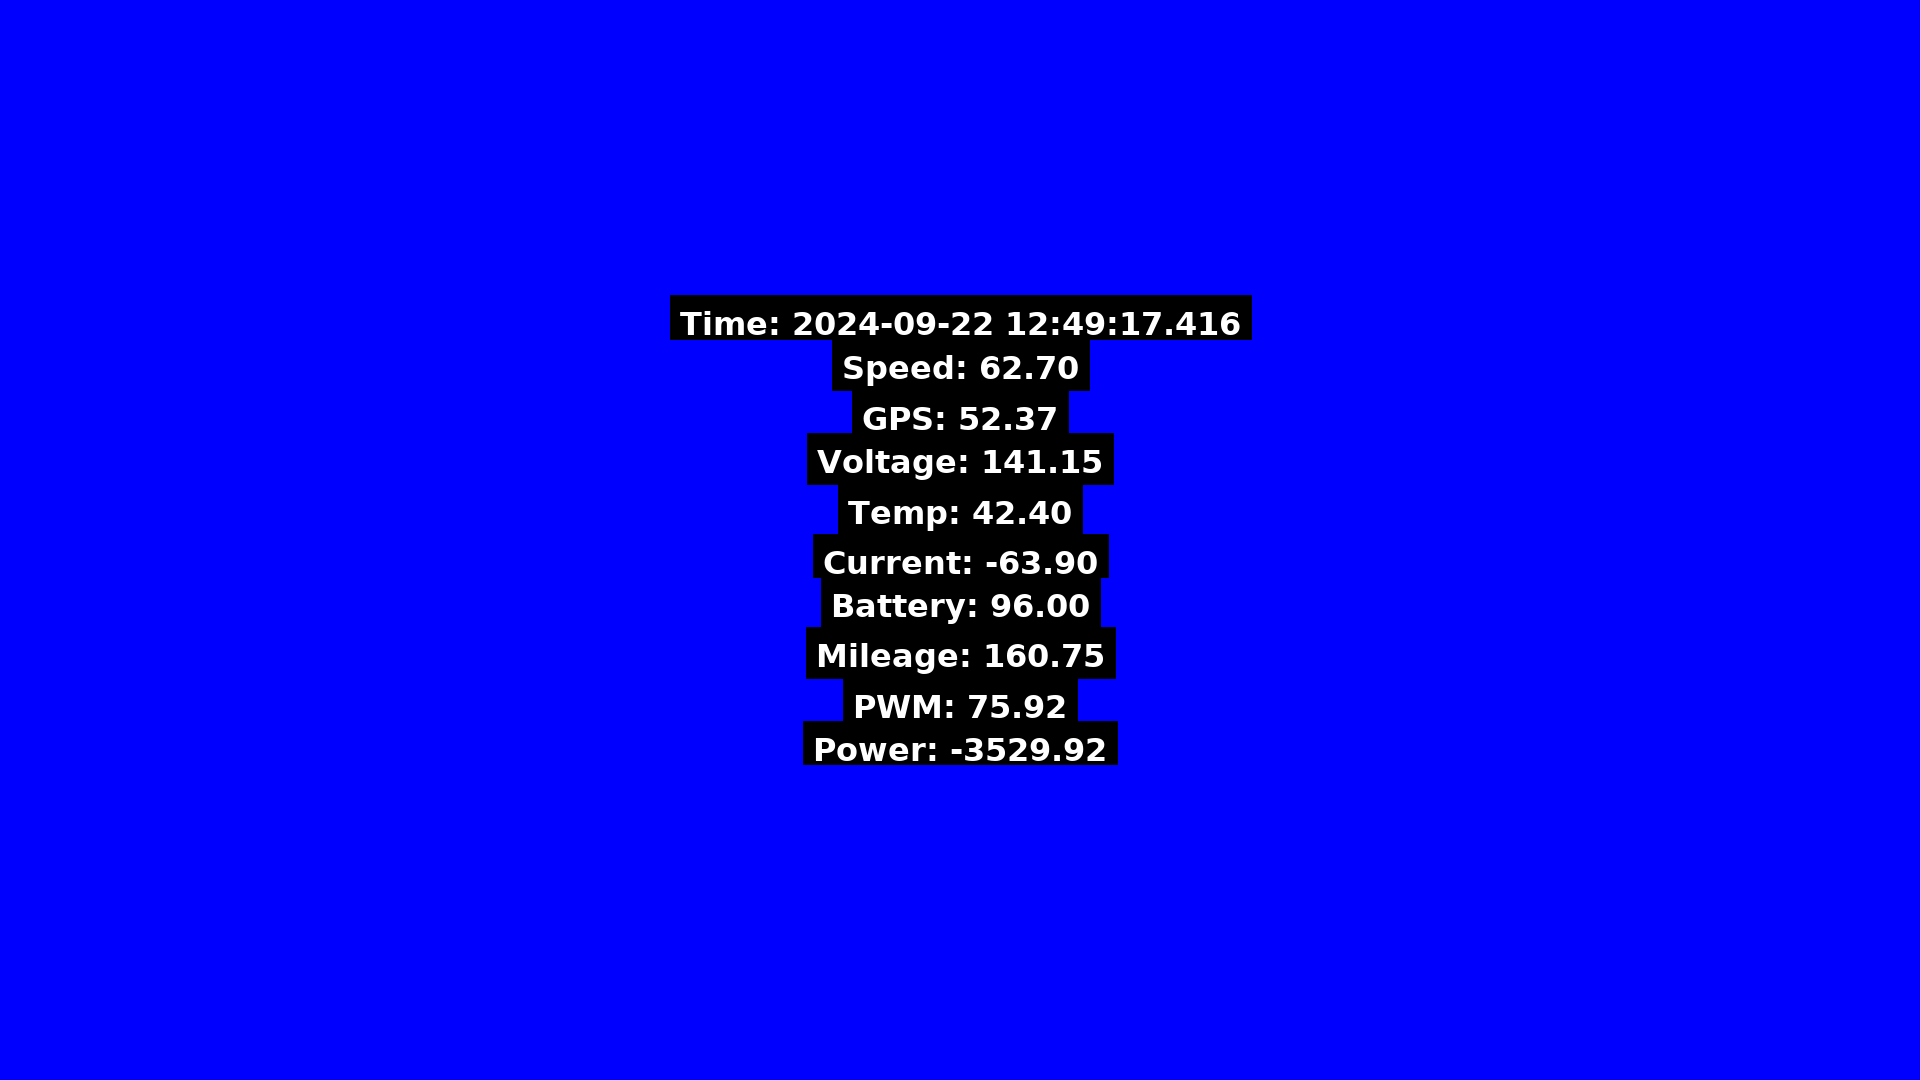 Time: 2024-09-22 12:49:17.416
Speed: 62.70
GPS: 52.37
Voltage: 141.15
Temp: 42.40
Current: -63.90
Battery: 96.00
Mileage: 160.75
PWM: 75.92
Power: -3529.92